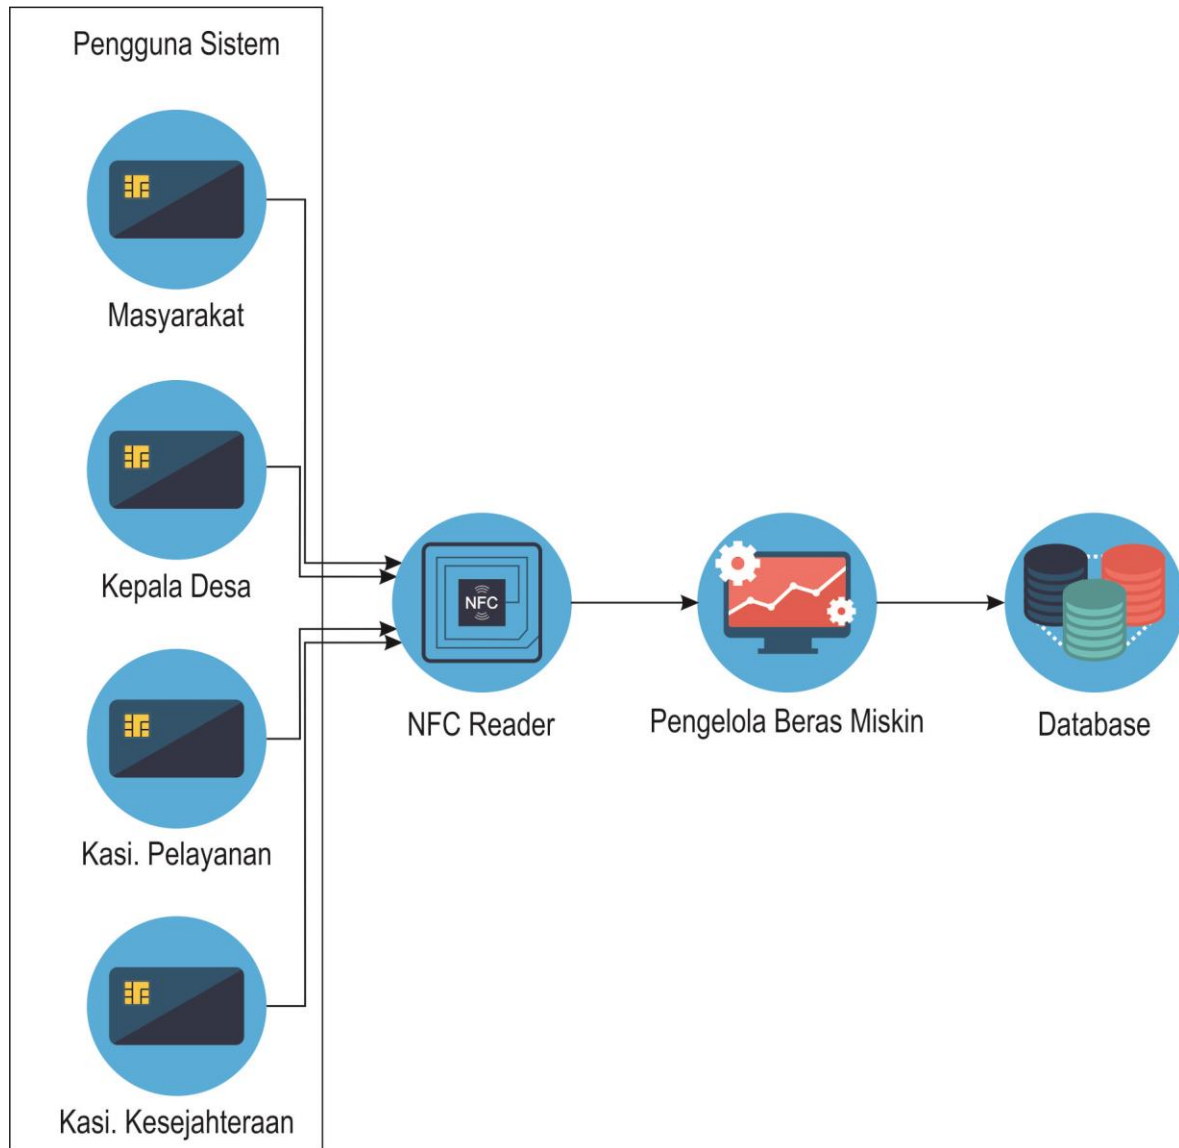 Pengguna Sistem
Masyarakat
Kepala Desa
Kasi. Pelayanan
Kasi. Kesejahteraan
NFC
NFC Reader
Pengelola Beras Miskin
Database